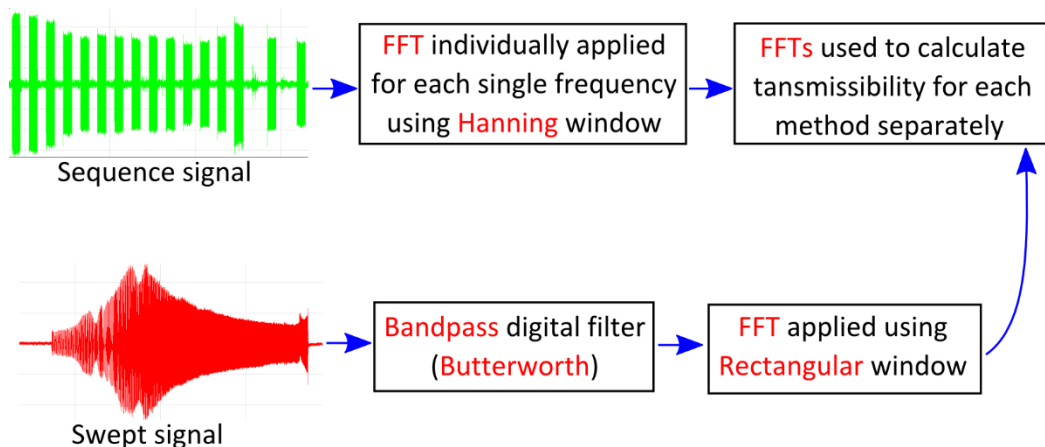 FFT individually applied
for each single frequency
using Hanning window
FFTs used to calculate
tansmissibility for each
method separately
Sequence signal
Bandpass digital filter
(Butterworth)
FFT applied using
Rectangular window
Swept signal